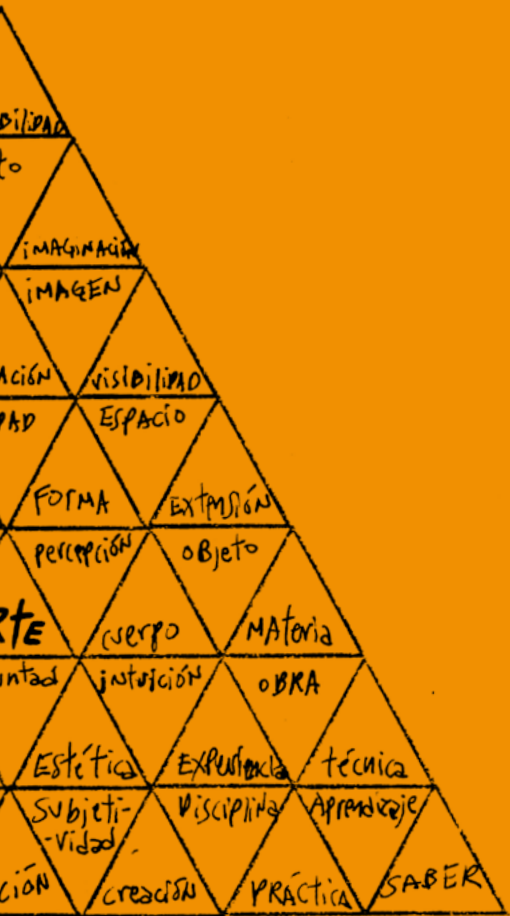 BiliDAD
to
iMAGiNACiÓN
iMAGEN
ACiÓN
ViSiBiliDAD
DAD
ESPACiO
FORMA
EXtensiÓn
percepciÓn
oBjeto
RtE
cuerpo
MAteria
untad
intuiciÓN
oBRA
Estética
EXPeriencia
técnica
Subjeti-
-vidad
Disciplina
Aprendizaje
ciÓN
creaciÓN
PRÁCtica
SABER